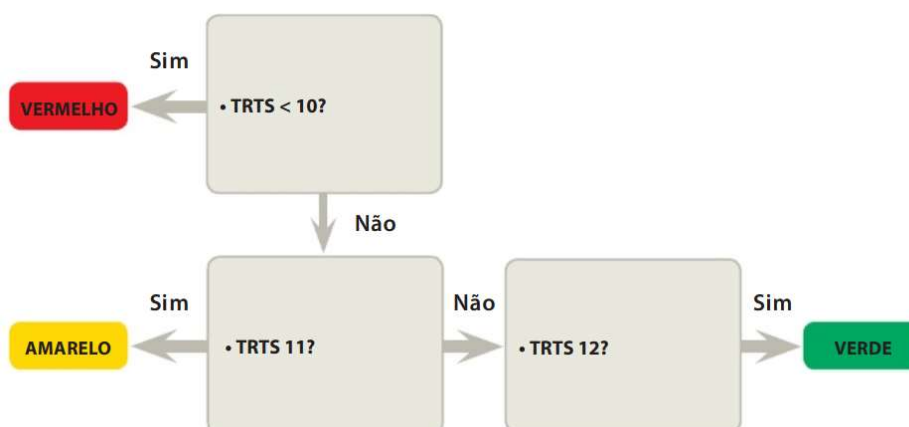 Sim
VERMELHO
• TRTS < 10?
Não
Sim
Não
Sim
AMARELO
• TRTS 11?
• TRTS 12?
VERDE